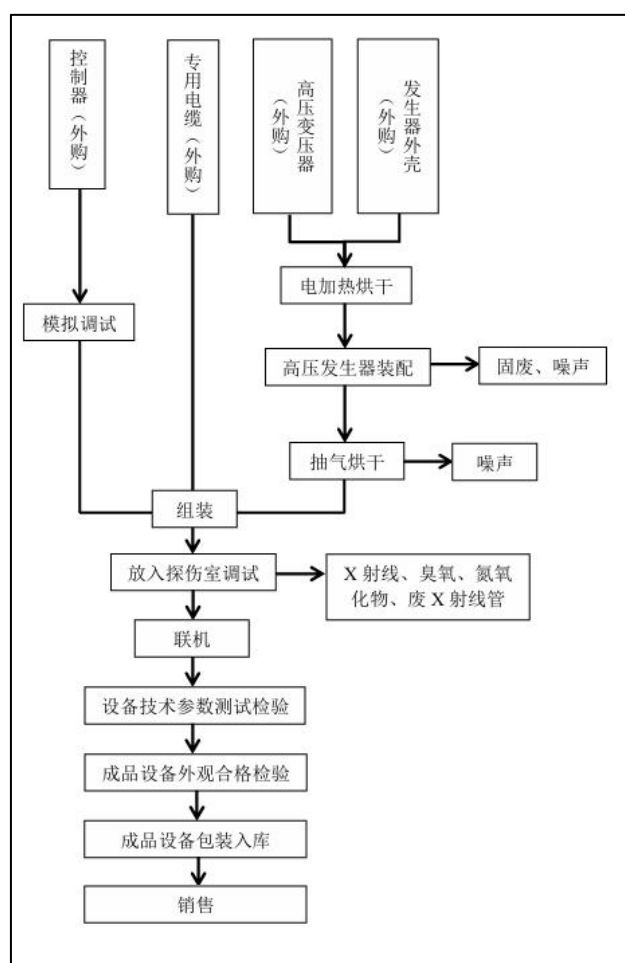 控制器（外购）
专用电缆（外购）
高压变压器
（外购）
发生器外壳
（外购）
电加热烘干
模拟调试
高压发生器装配
固废、噪声
抽气烘干
噪声
组装
放入探伤室调试
X 射线、臭氧、氮氧
化物、废 X 射线管
联机
设备技术参数测试检验
成品设备外观合格检验
成品设备包装入库
销售